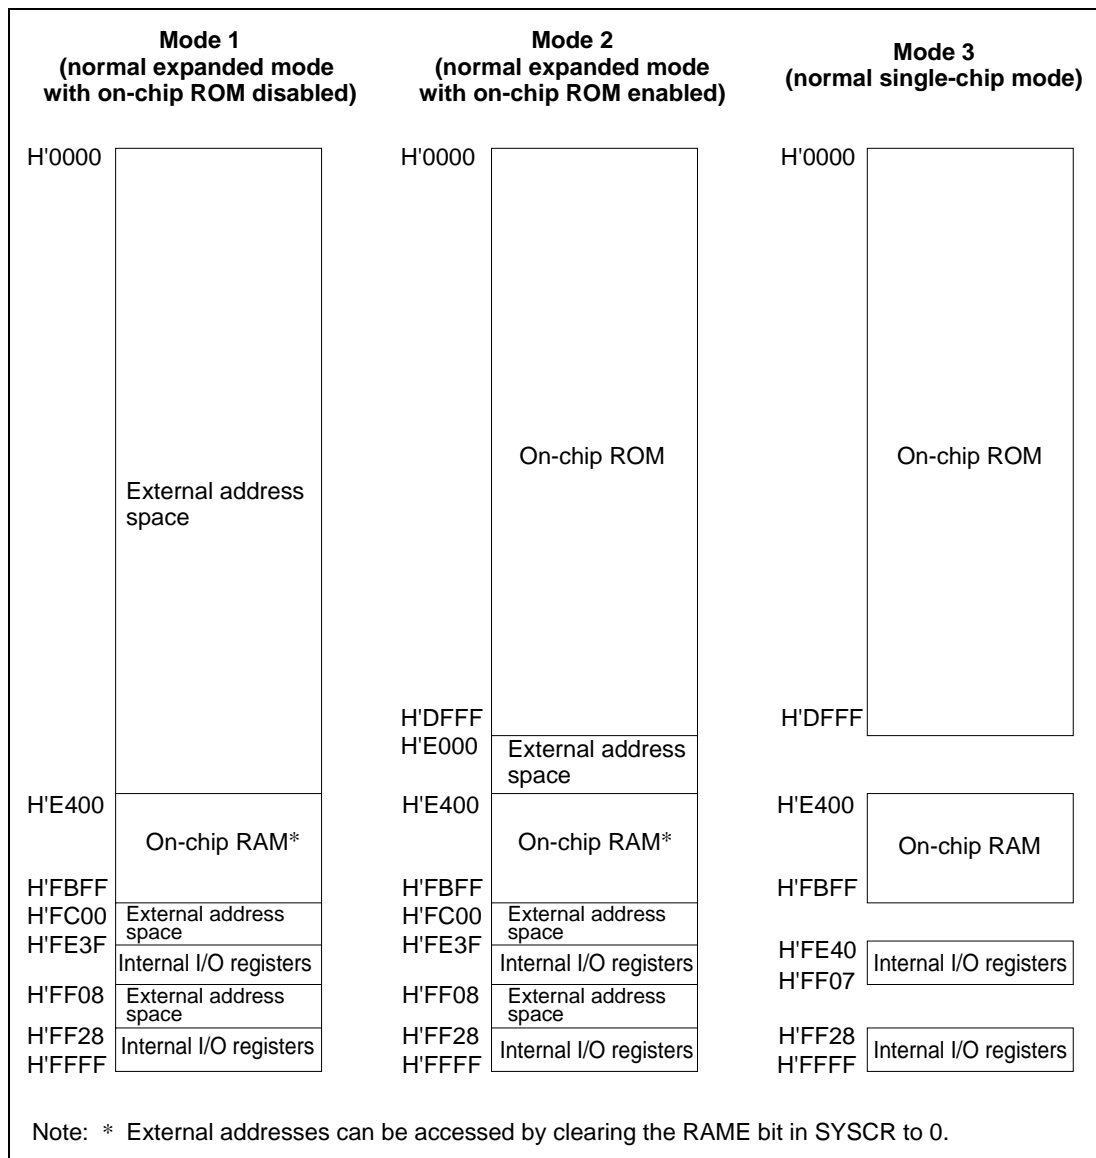 Mode 1
(normal expanded mode
with on-chip ROM disabled)
H'0000
External address
space
H'E400
On-chip RAM*
H'FBFF
H'FC00
External address
space
H'FE3F
Internal I/O registers
H'FF08
External address
space
H'FF28
Internal I/O registers
H'FFFF
Mode 2
(normal expanded mode
with on-chip ROM enabled)
H'0000
On-chip ROM
H'DFFF
H'E000
External address
space
H'E400
On-chip RAM*
H'FBFF
H'FC00
External address
space
H'FE3F
Internal I/O registers
H'FF08
External address
space
H'FF28
Internal I/O registers
H'FFFF
Mode 3
(normal single-chip mode)
H'0000
On-chip ROM
H'DFFF
H'E400
On-chip RAM
H'FBFF
H'FE40
Internal I/O registers
H'FF07
H'FF28
Internal I/O registers
H'FFFF
Note: * External addresses can be accessed by clearing the RAME bit in SYSCR to 0.